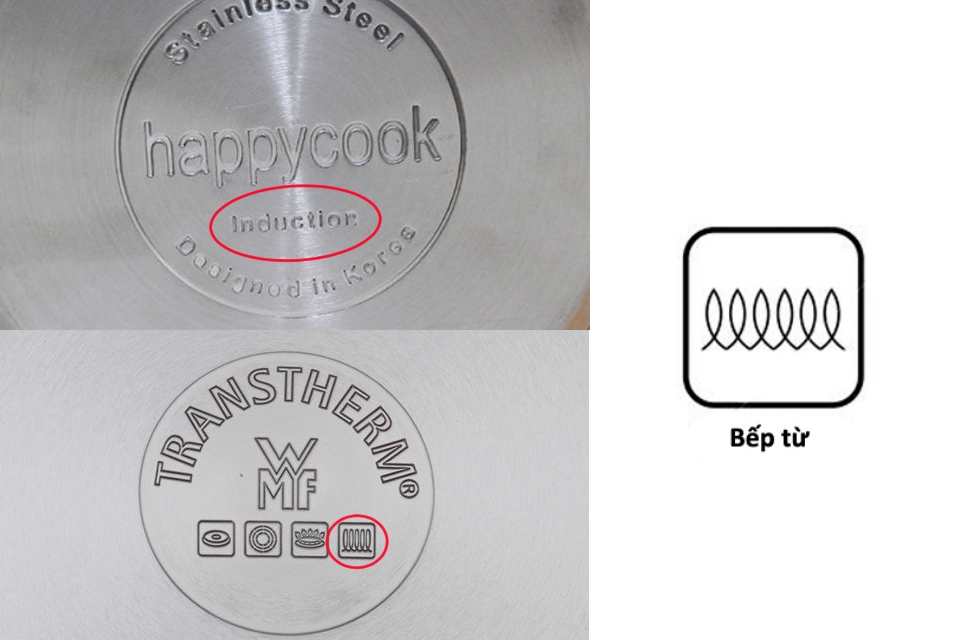 Stainless Steel
happycook
Induction
Designed in Korea
TRANSTHERM®
WMF
Bếp từ